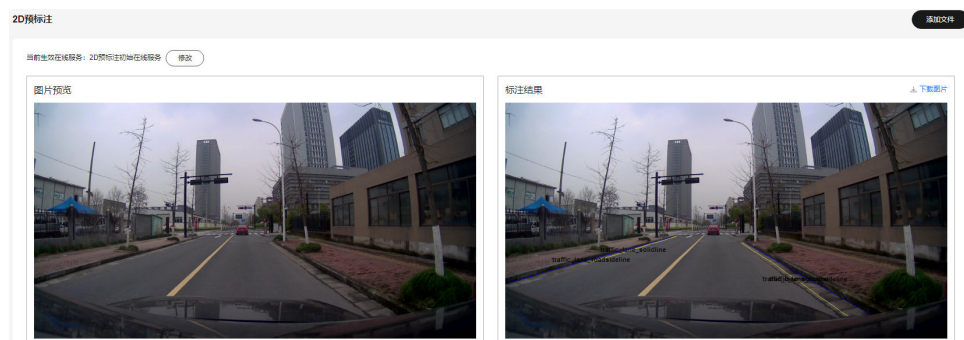 2D预标注
添加文件
当前生效在线服务：2D预标注初始在线服务
修改
图片预览
标注结果
下载图片
traffic_lane_solidline
traffic_lane_roadsideline